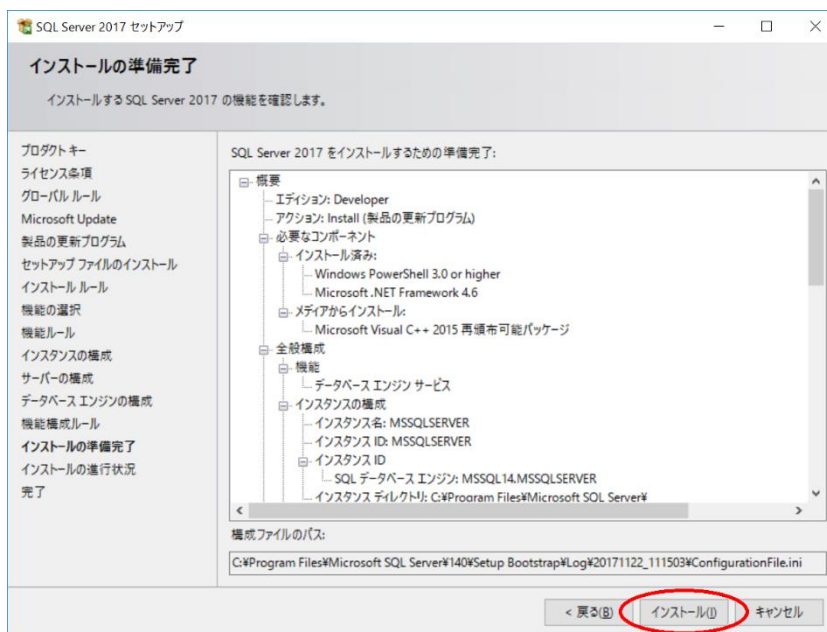 SQL Server 2017 セットアップ
インストールの準備完了
インストールする SQL Server 2017 の機能を確認します。
プロダクト キー
ライセンス条項
グローバル ルール
Microsoft Update
製品の更新プログラム
セットアップ ファイルのインストール
インストール ルール
機能の選択
機能ルール
インスタンスの構成
サーバーの構成
データベース エンジンの構成
機能構成ルール
インストールの準備完了
インストールの進行状況
完了
SQL Server 2017 をインストールするための準備完了:
概要
エディション: Developer
アクション: Install (製品の更新プログラム)
必要なコンポーネント
インストール済み:
Windows PowerShell 3.0 or higher
Microsoft .NET Framework 4.6
メディアからインストール:
Microsoft Visual C++ 2015 再頒布可能パッケージ
全般構成
機能
データベース エンジン サービス
インスタンスの構成
インスタンス名: MSSQLSERVER
インスタンス ID: MSSQLSERVER
インスタンス ID
SQL データベース エンジン: MSSQL14.MSSQLSERVER
インスタンス ディレクトリ: C:¥Program Files¥Microsoft SQL Server¥
構成ファイルのパス:
C:¥Program Files¥Microsoft SQL Server¥140¥Setup Bootstrap¥Log¥20171122_111503¥ConfigurationFile.ini
< 戻る(B) インストール(I) キャンセル